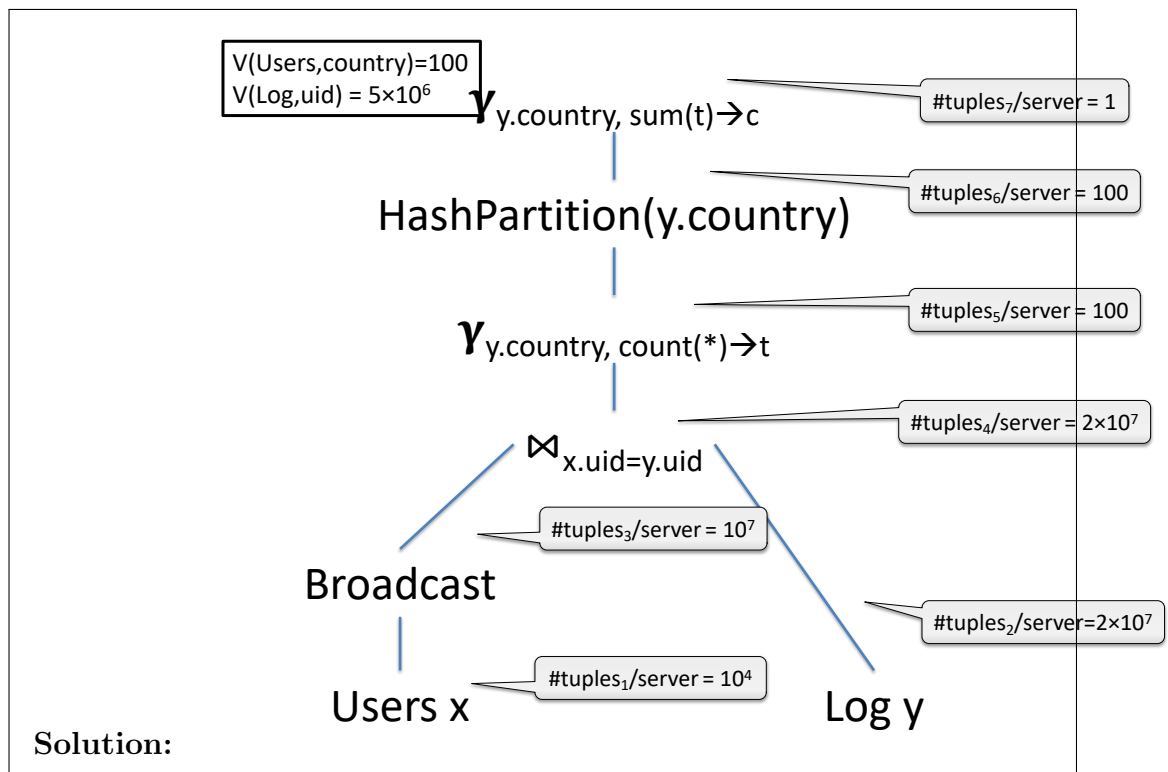 V(Users,country)=100
V(Log,uid) = 5×10⁶
γ y.country, sum(t)→c
#tuples₇/server = 1
#tuples₆/server = 100
HashPartition(y.country)
#tuples₅/server = 100
γ y.country, count(*)→t
#tuples₄/server = 2×10⁷
⋈ x.uid=y.uid
#tuples₃/server = 10⁷
Broadcast
#tuples₂/server=2×10⁷
#tuples₁/server = 10⁴
Users x
Log y
Solution: